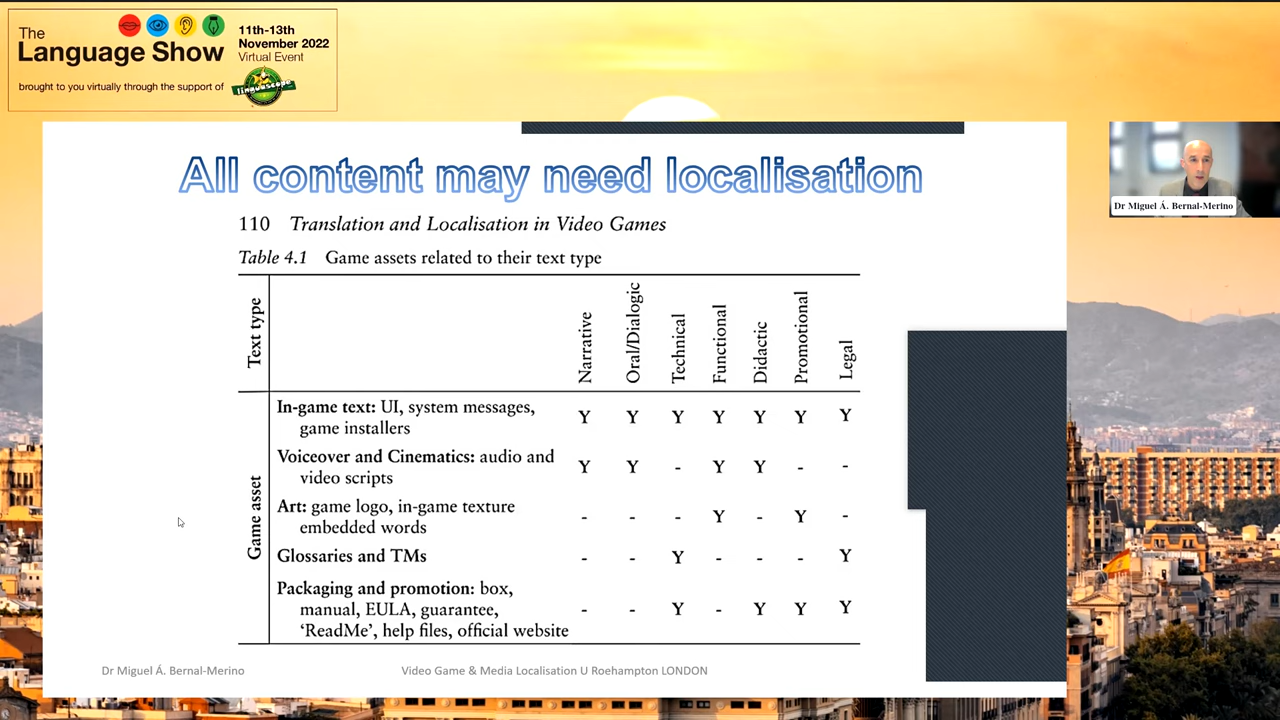 The
Language Show
11th-13th
November 2022
Virtual Event
brought to you virtually through the support of
linguascope
All content may need localisation
Dr Miguel Á. Bernal-Merino
110 Translation and Localisation in Video Games
Table 4.1 Game assets related to their text type
Text type
Narrative
Oral/Dialogic
Technical
Functional
Didactic
Promotional
Legal
Game asset
In-game text: UI, system messages,
game installers
Y Y Y Y Y Y Y
Voiceover and Cinematics: audio and
video scripts
Y Y - Y Y - -
Art: game logo, in-game texture
embedded words
- - - Y - Y -
Glossaries and TMs
- - Y - - - Y
Packaging and promotion: box,
manual, EULA, guarantee,
‘ReadMe’, help files, official website
- - Y - Y Y Y
Dr Miguel Á. Bernal-Merino
Video Game & Media Localisation U Roehampton LONDON